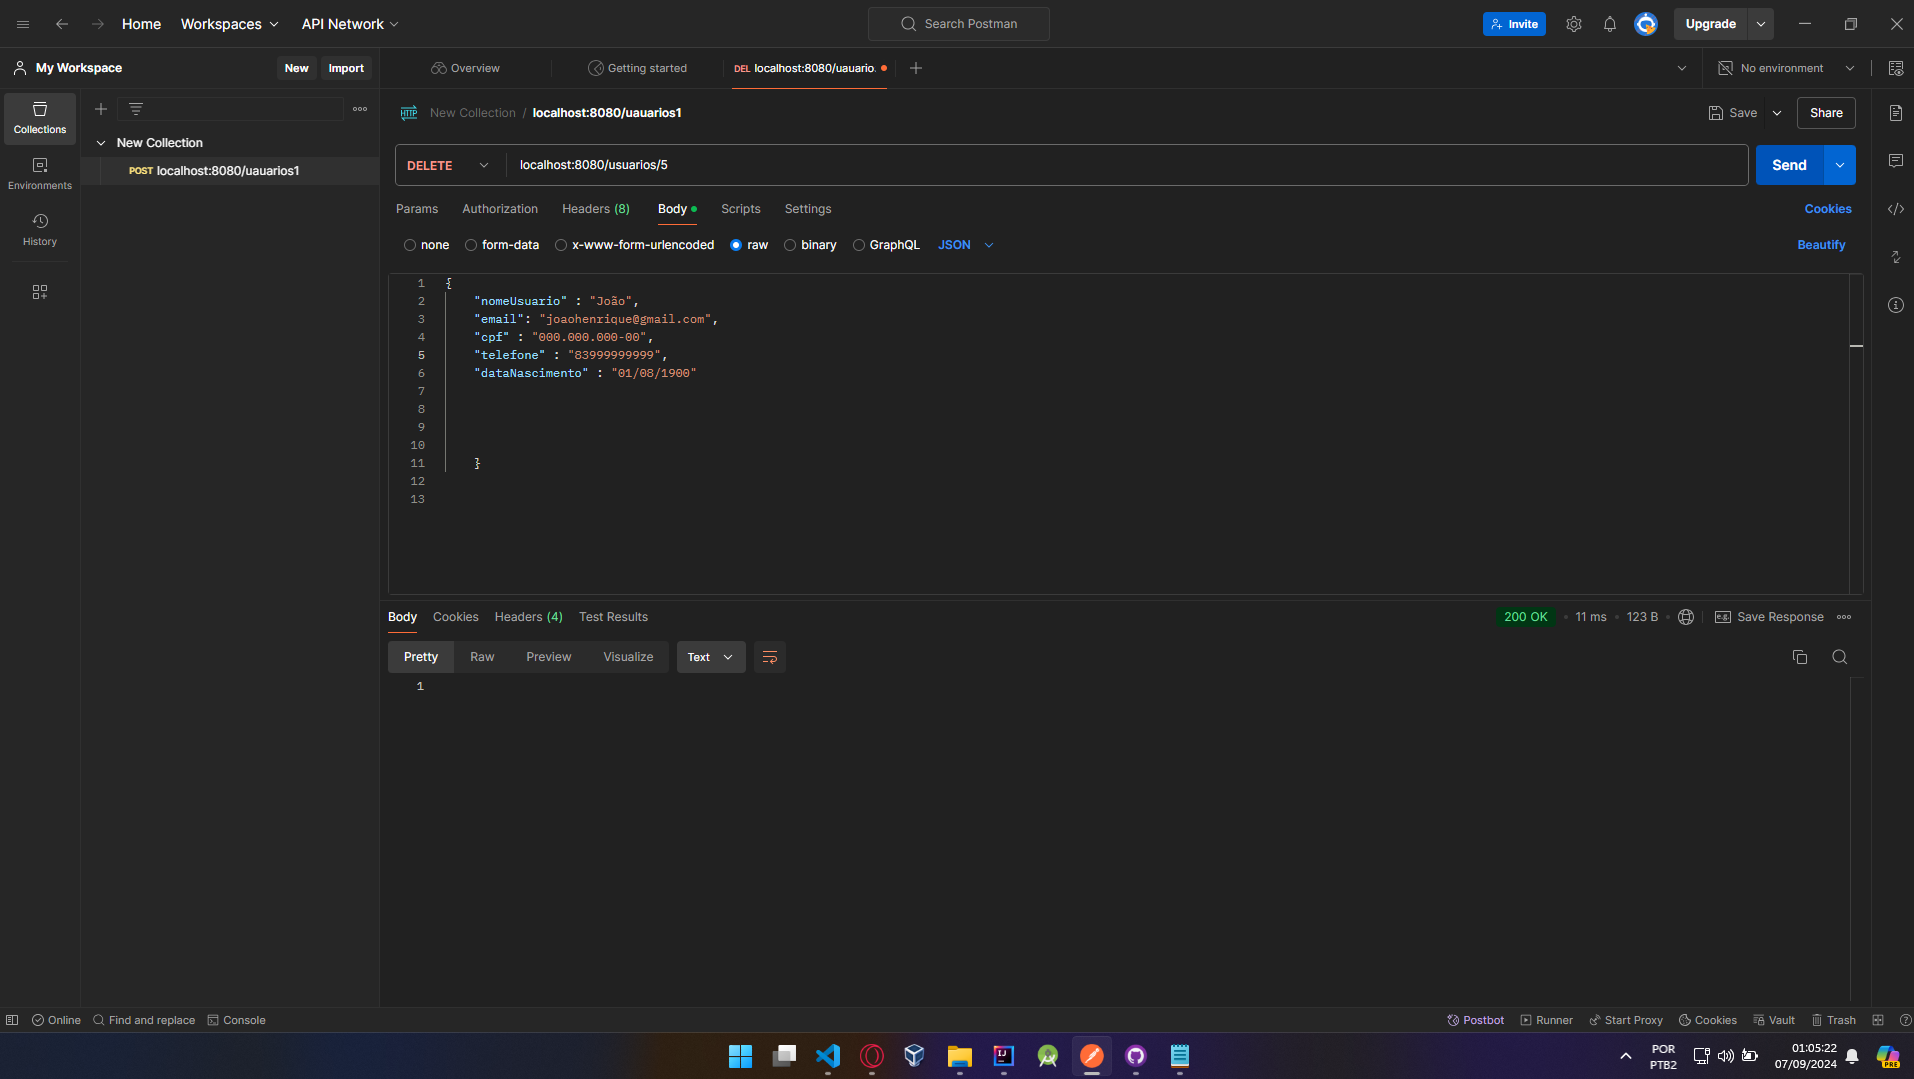 Home Workspaces API Network Search Postman Invite Upgrade
My Workspace New Import Overview Getting started DEL localhost:8080/uauario. No environment
Collections
Environments
History
New Collection
POST localhost:8080/uauarios1
HTTP New Collection / localhost:8080/uauarios1 Save Share
DELETE localhost:8080/usuarios/5 Send
Params Authorization Headers (8) Body Scripts Settings Cookies
none form-data x-www-form-urlencoded raw binary GraphQL JSON Beautify
1 {
2 "nomeUsuario" : "João",
3 "email": "joaohenrique@gmail.com",
4 "cpf" : "000.000.000-00",
5 "telefone" : "83999999999",
6 "dataNascimento" : "01/08/1900"
7
8
9
10
11 }
12
13
Body Cookies Headers (4) Test Results 200 OK • 11 ms • 123 B e.g. Save Response
Pretty Raw Preview Visualize Text
1
Online Find and replace Console Postbot Runner Start Proxy Cookies Vault Trash
IJ POR PTB2 01:05:22 07/09/2024 PRE